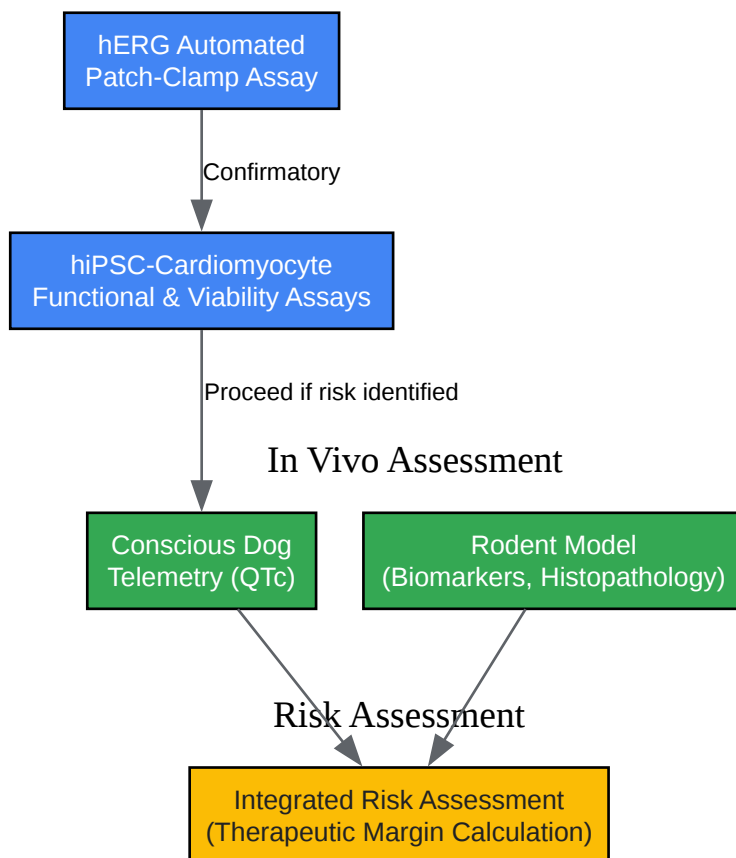 hERG Automated
Patch-Clamp Assay
Confirmatory
hiPSC-Cardiomyocyte
Functional & Viability Assays
Proceed if risk identified
In Vivo Assessment
Conscious Dog
Telemetry (QTc)
Rodent Model
(Biomarkers, Histopathology)
Risk Assessment
Integrated Risk Assessment
(Therapeutic Margin Calculation)